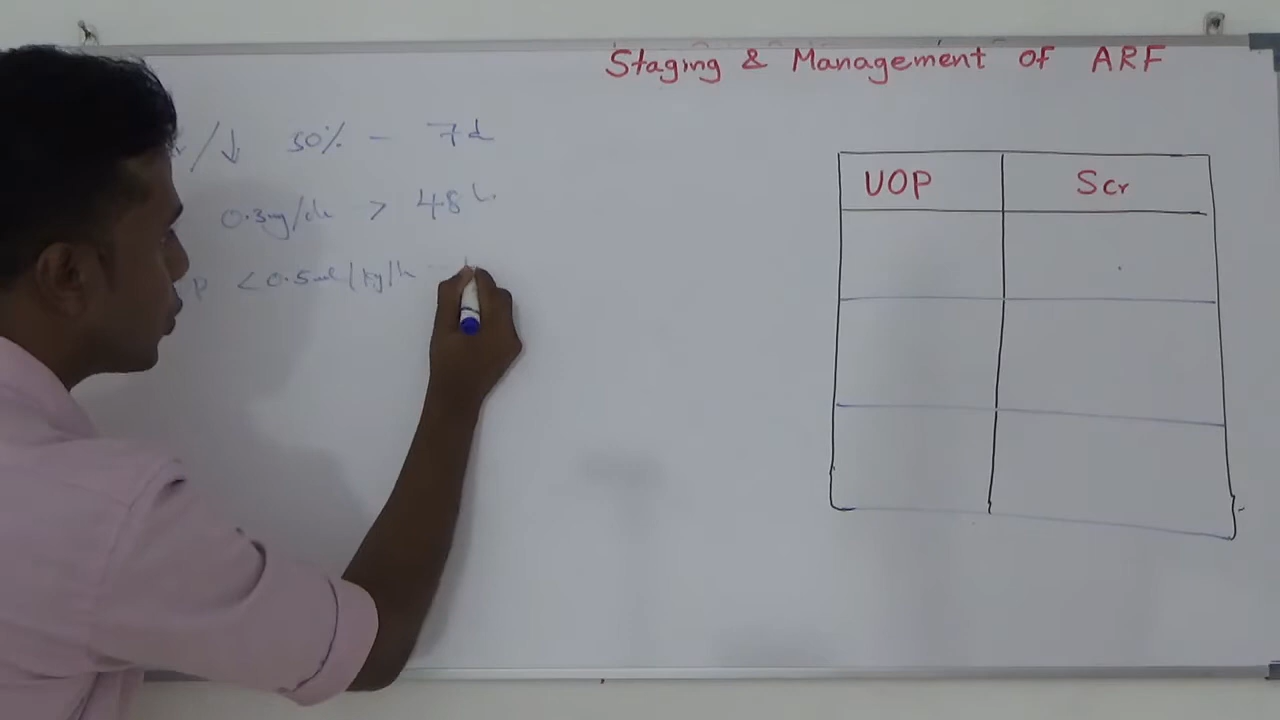 Staging & Management of ARF
/↓ 50% - 7d
0.3mg/dL > 48h
P <0.5ml/kg/h
UOP Scr